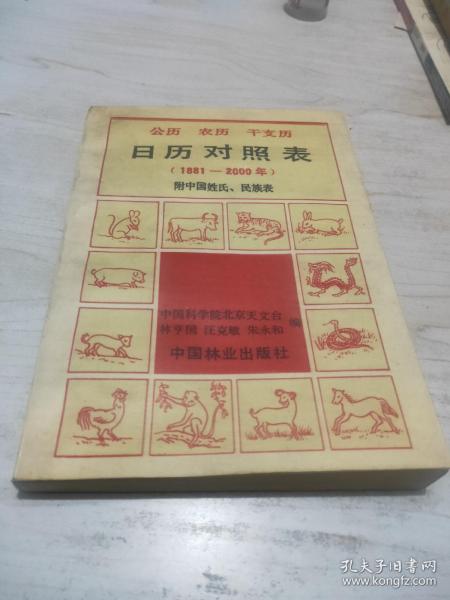 公历 农历 干支历
日历对照表
(1881—2000年)
附中国姓氏、民族表
中国科学院北京天文台
林亨国 汪克敏 朱永和 编
中国林业出版社
孔夫子旧书网
www.kongfz.com